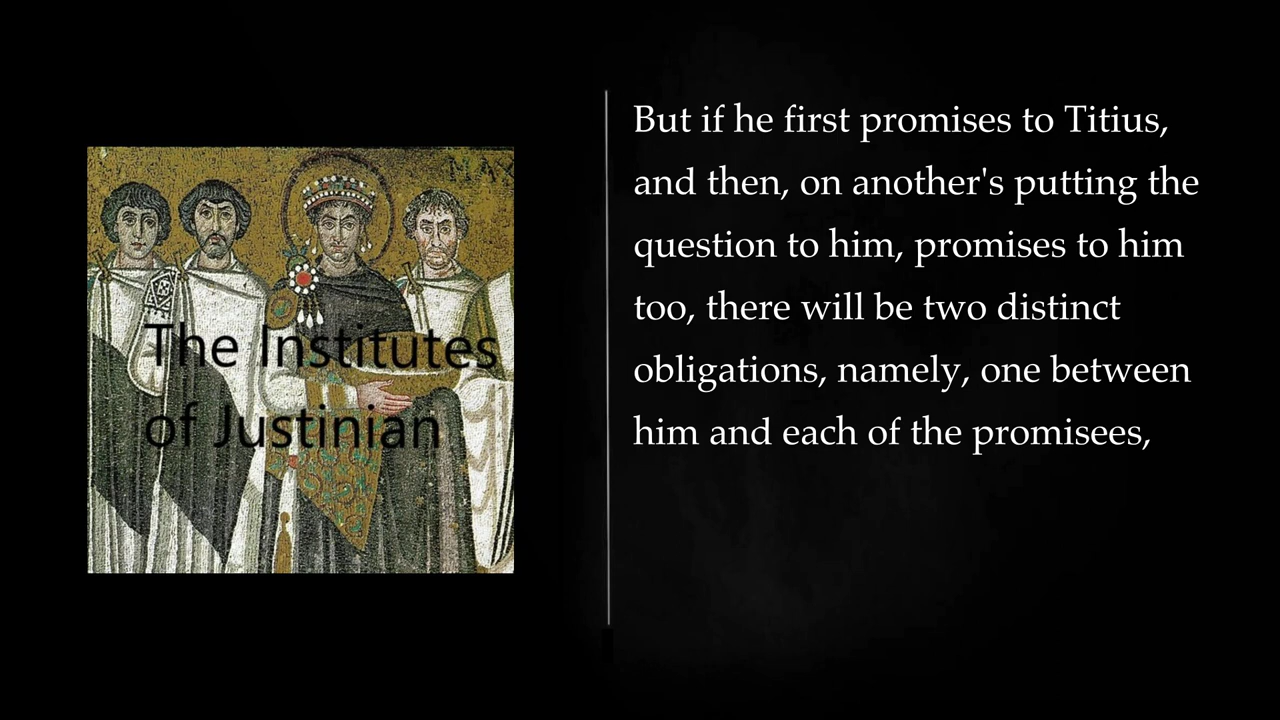 The Institutes
of Justinian
But if he first promises to Titius,
and then, on another's putting the
question to him, promises to him
too, there will be two distinct
obligations, namely, one between
him and each of the promisees,